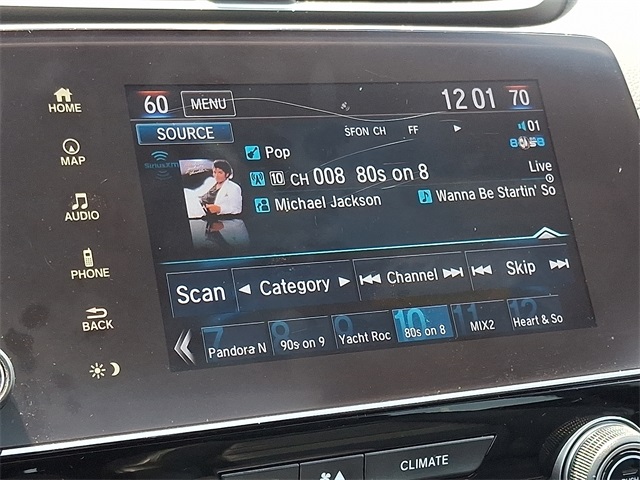 HOME
MAP
AUDIO
PHONE
BACK
60 MENU 12 01 70
SOURCE SFON CH FF 01
SiriusXM Pop
10 CH 008 80s on 8 Live
Michael Jackson Wanna Be Startin' So
Scan Category Channel Skip
7 8 9 10 11 12
Pandora N 90s on 9 Yacht Roc 80s on 8 MIX2 Heart & So
CLIMATE